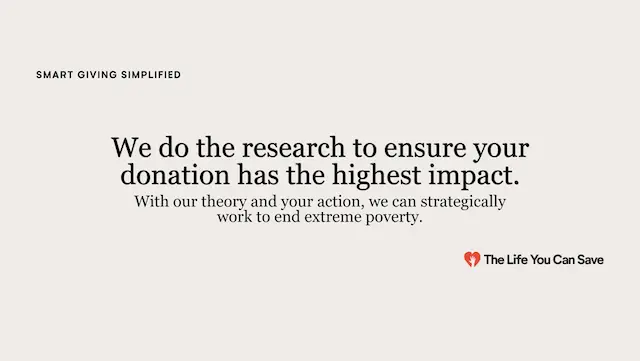 SMART GIVING SIMPLIFIED
We do the research to ensure your
donation has the highest impact.
With our theory and your action, we can strategically
work to end extreme poverty.
The Life You Can Save